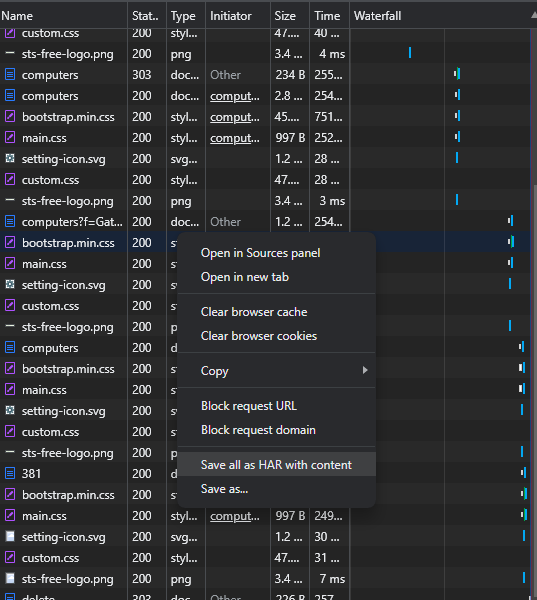 Name Stat.. Type Initiator Size Time Waterfall
custom.css 200 styl... 47.... 40 ...
sts-free-logo.png 200 png 3.4 ... 4 ms
computers 303 doc... Other 234 B 255...
computers 200 doc... comput... 2.8 ... 254...
bootstrap.min.css 200 styl... comput... 45.... 751...
main.css 200 styl... comput... 997 B 252...
setting-icon.svg 200 svg... 1.2 ... 28 ...
custom.css 200 styl... 47.... 28 ...
sts-free-logo.png 200 png 3.4 ... 3 ms
computers?f=Gat... 200 doc... Other 1.2 ... 254...
bootstrap.min.css 200 st
Open in Sources panel
main.css 200 s
Open in new tab
setting-icon.svg 200 s
custom.css 200 s
Clear browser cache
sts-free-logo.png 200 p
Clear browser cookies
computers 200 d
bootstrap.min.css 200 s
Copy
main.css 200 s
setting-icon.svg 200 s
Block request URL
custom.css 200 s
Block request domain
sts-free-logo.png 200 p
381 200 d
Save all as HAR with content
bootstrap.min.css 200 s
Save as...
main.css 200 styl... comput... 997 B 249...
setting-icon.svg 200 svg... 1.2 ... 30 ...
custom.css 200 styl... 47.... 31 ...
sts-free-logo.png 200 png 3.4 ... 7 ms
delete 303 doc... Other 226 B 257...